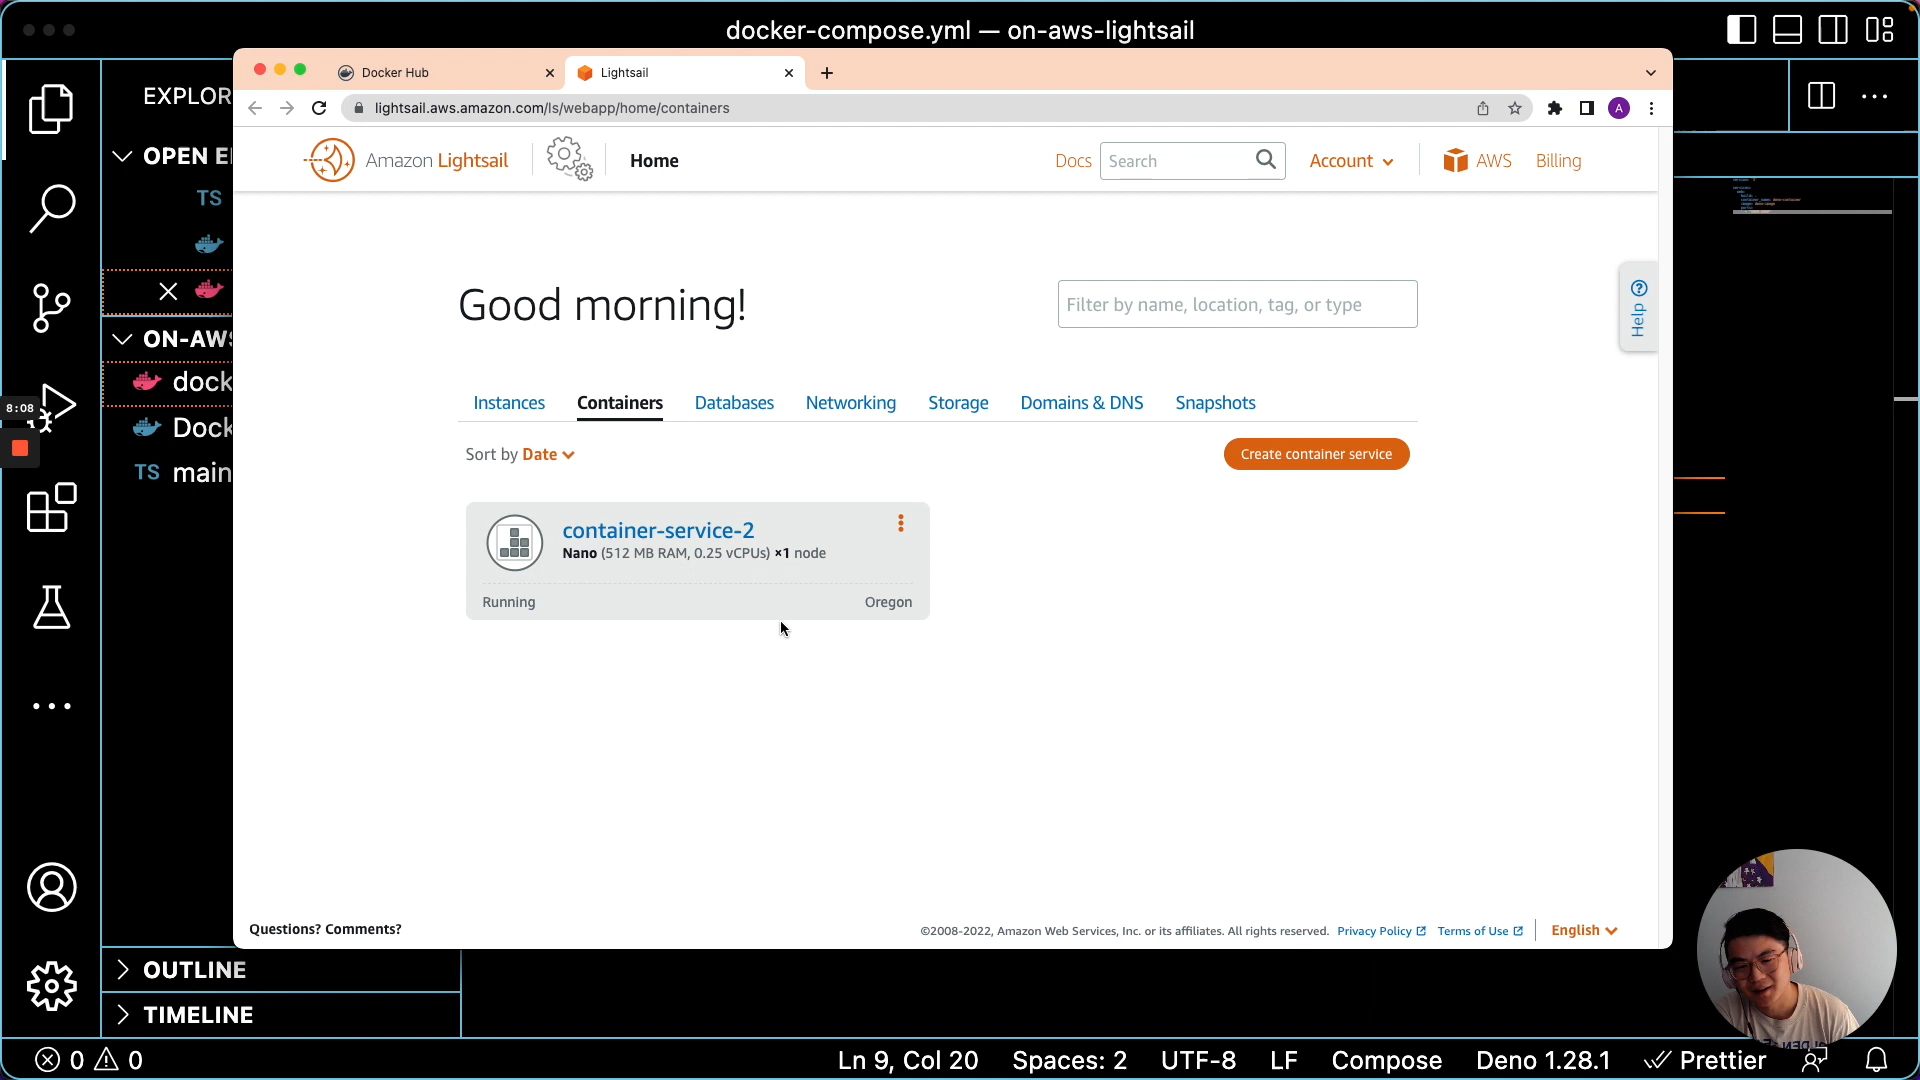 docker-compose.yml — on-aws-lightsail
Docker Hub
Lightsail
lightsail.aws.amazon.com/ls/webapp/home/containers
A
EXPLOR
OPEN E
TS
ON-AWS
dock
Dock
TS main
8:08
Amazon Lightsail
Home
Docs
Search
Account
AWS
Billing
Good morning!
Filter by name, location, tag, or type
Help
Instances Containers Databases Networking Storage Domains & DNS Snapshots
Sort by Date
Create container service
container-service-2
Nano (512 MB RAM, 0.25 vCPUs) ×1 node
Running
Oregon
Questions? Comments?
©2008-2022, Amazon Web Services, Inc. or its affiliates. All rights reserved. Privacy Policy Terms of Use English
OUTLINE
TIMELINE
0 0
Ln 9, Col 20 Spaces: 2 UTF-8 LF Compose Deno 1.28.1 Prettier